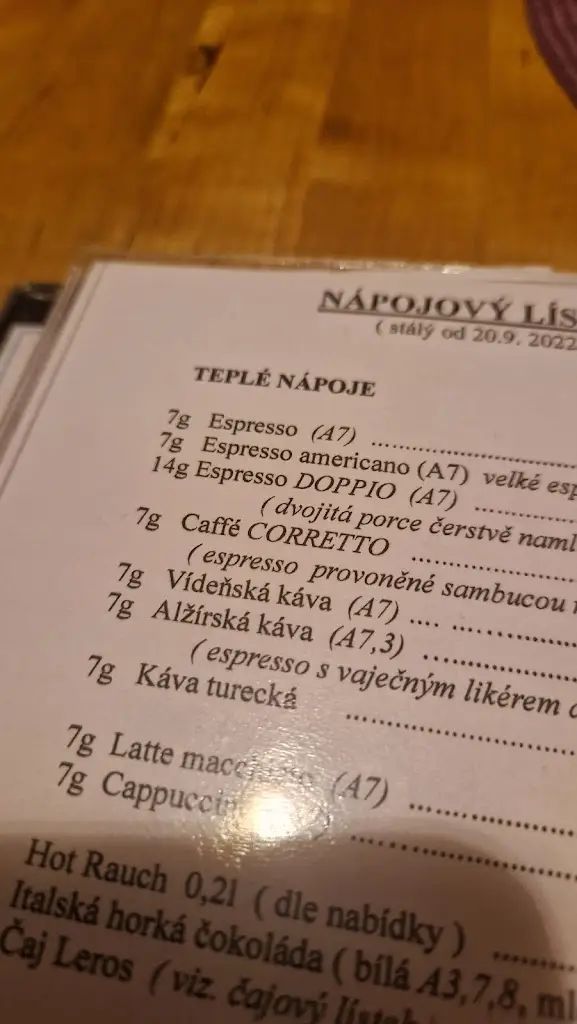 NÁPOJOVÝ LÍS
( stálý od 20.9. 2022
TEPLÉ NÁPOJE
7g Espresso (A7) ....................
7g Espresso americano (A7) velké esp
14g Espresso DOPPIO (A7) ............
( dvojitá porce čerstvě naml
7g Caffé CORRETTO ....................
( espresso provoněné sambucou
7g Vídeňská káva (A7) .... ................
7g Alžírská káva (A7,3) ....................
( espresso s vaječným likérem
7g Káva turecká ....................
7g Latte (A7) ....................
7g ....................
Hot Rauch 0,2l ( dle nabídky ) ............
Italská horká čokoláda ( bílá A3,7,8, ml
Čaj Leros ( viz. čajový